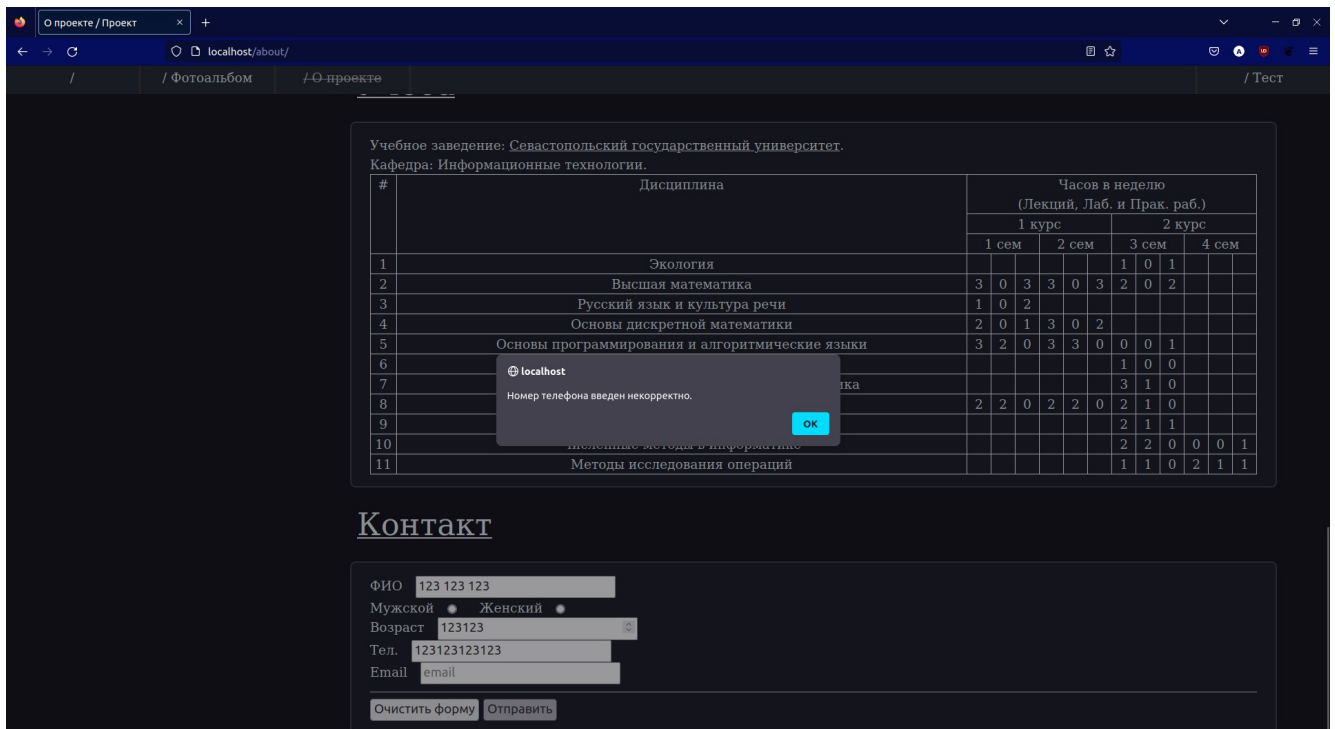 О проекте / Проект
localhost/about/
/ / Фотоальбом / О проекте / Тест
Учебное заведение: Севастопольский государственный университет.
Кафедра: Информационные технологии.
# Дисциплина Часов в неделю
(Лекций, Лаб. и Прак. раб.)
1 курс 2 курс
1 сем 2 сем 3 сем 4 сем
1 Экология 1 0 1
2 Высшая математика 3 0 3 3 0 3 2 0 2
3 Русский язык и культура речи 1 0 2
4 Основы дискретной математики 2 0 1 3 0 2
5 Основы программирования и алгоритмические языки 3 2 0 3 3 0 0 0 1
6 1 0 0
7 3 1 0
8 2 2 0 2 2 0 2 1 0
9 2 1 1
10 Численные методы в информатике 2 2 0 0 0 1
11 Методы исследования операций 1 1 0 2 1 1
localhost
Номер телефона введен некорректно.
OK
Контакт
ФИО 123 123 123
Мужской Женский
Возраст 123123
Тел. 123123123123
Email email
Очистить форму Отправить